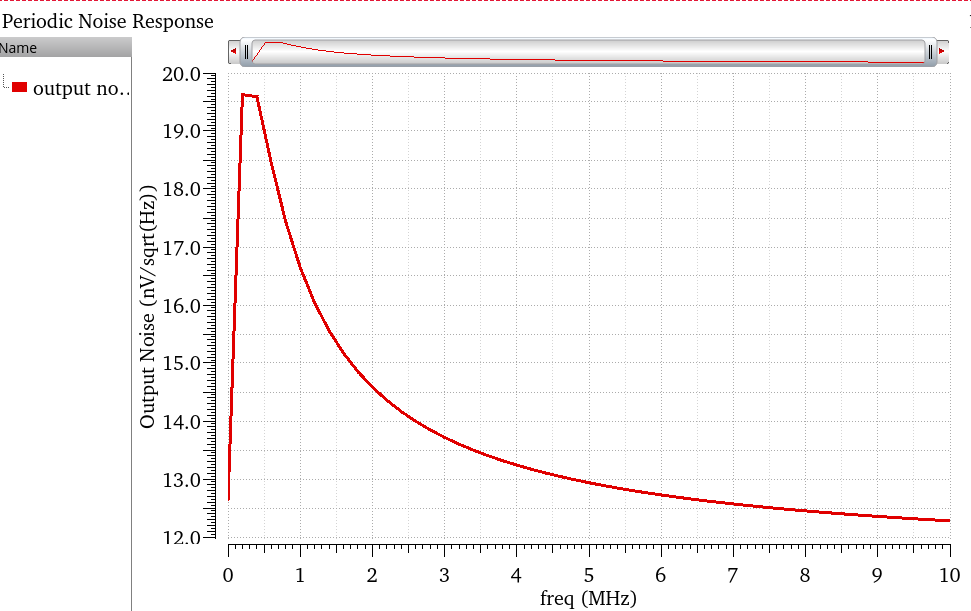 Periodic Noise Response
Name
output no..
20.0
19.0
18.0
17.0
16.0
15.0
14.0
13.0
12.0
Output Noise (nV/sqrt(Hz))
0 1 2 3 4 5 6 7 8 9 10
freq (MHz)